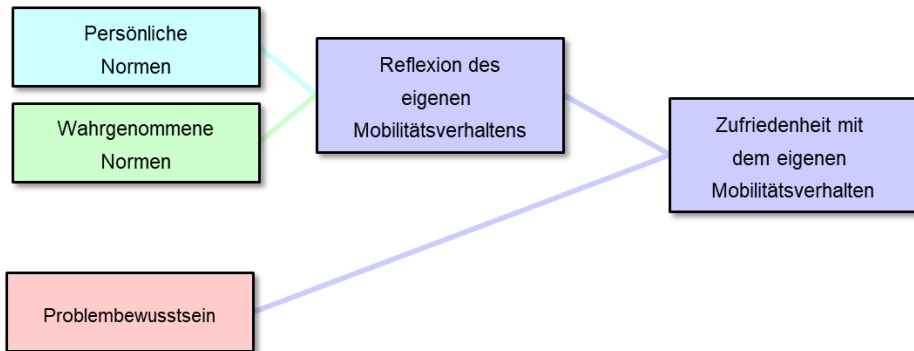 Persönliche
Normen
Wahrgenommene
Normen
Reflexion des
eigenen
Mobilitätsverhaltens
Zufriedenheit mit
dem eigenen
Mobilitätsverhalten
Problembewusstsein